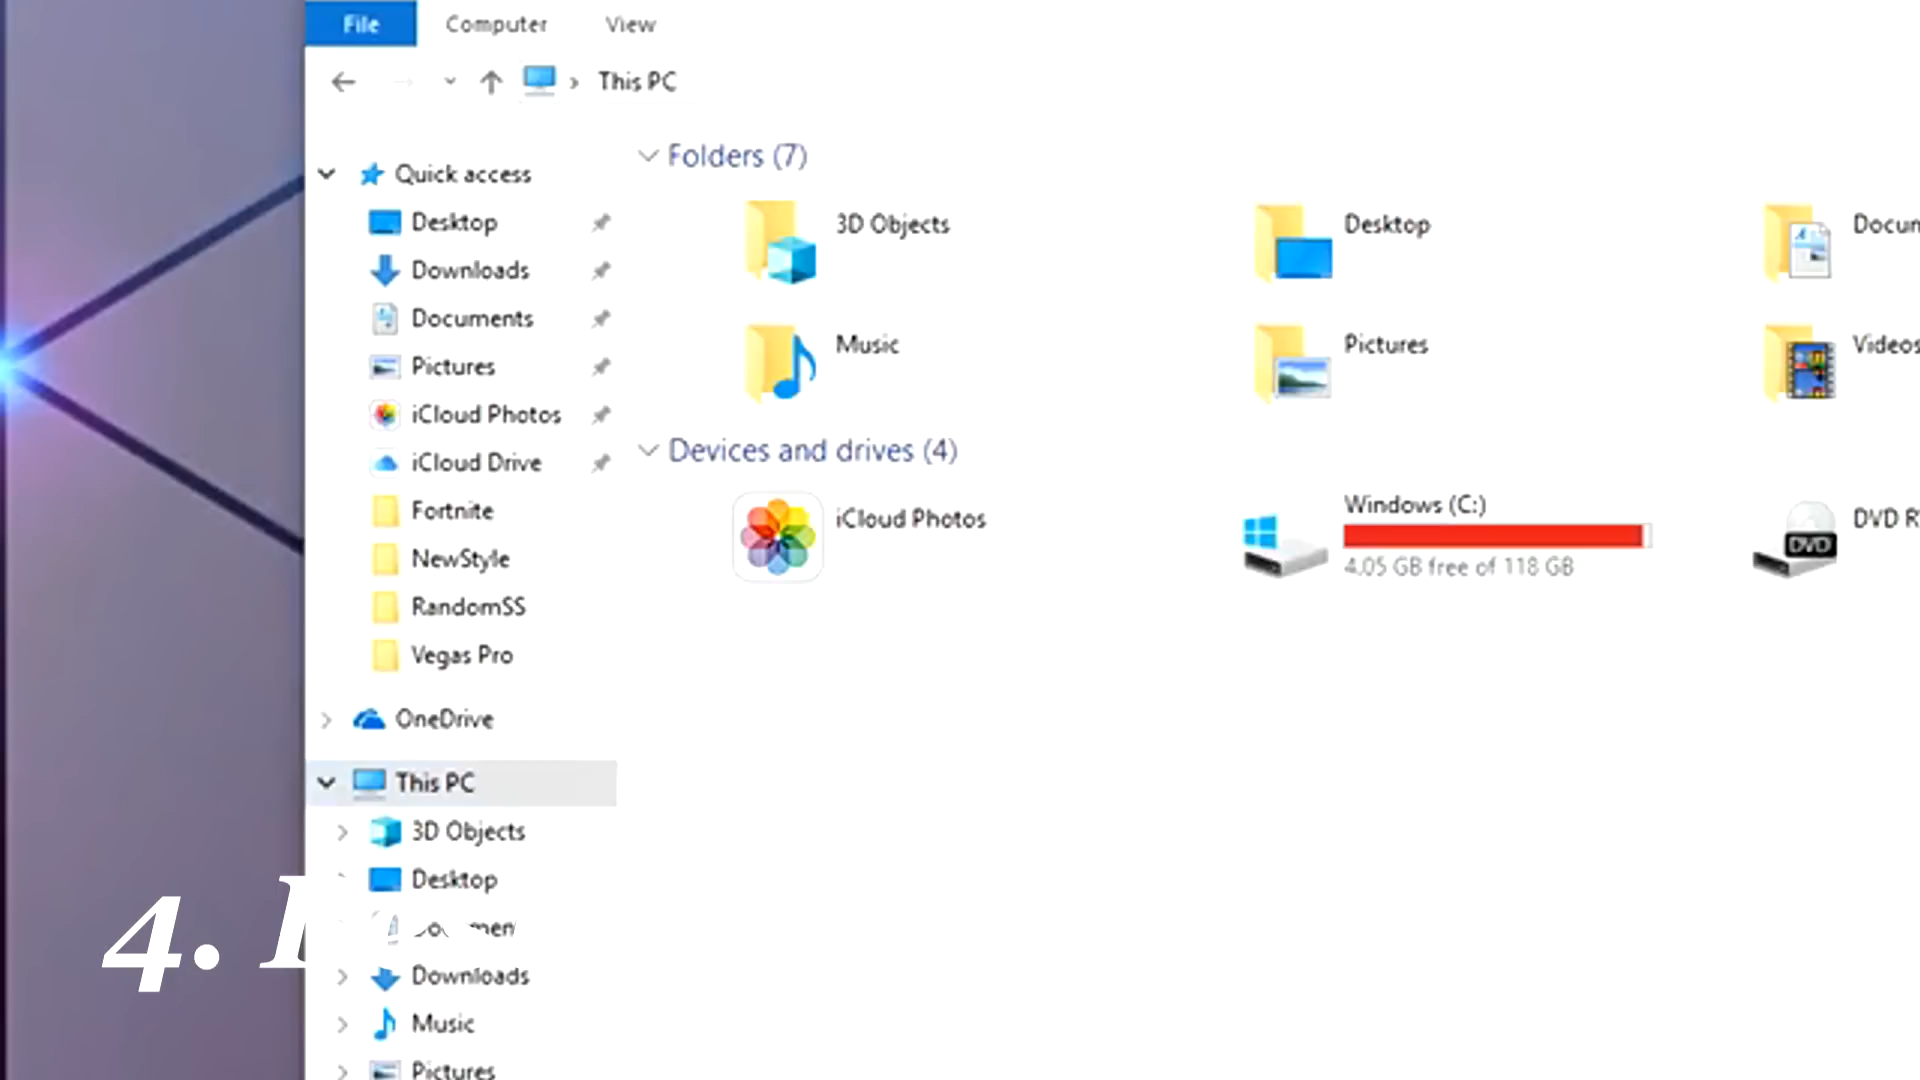 File Computer View
This PC
Quick access
Desktop
Downloads
Documents
Pictures
iCloud Photos
iCloud Drive
Fortnite
NewStyle
RandomSS
Vegas Pro
OneDrive
This PC
3D Objects
Desktop
Downloads
Music
Pictures
Folders (7)
3D Objects
Desktop
Docum
Music
Pictures
Videos
Devices and drives (4)
iCloud Photos
Windows (C:)
4.05 GB free of 118 GB
DVD R
DVD
4.